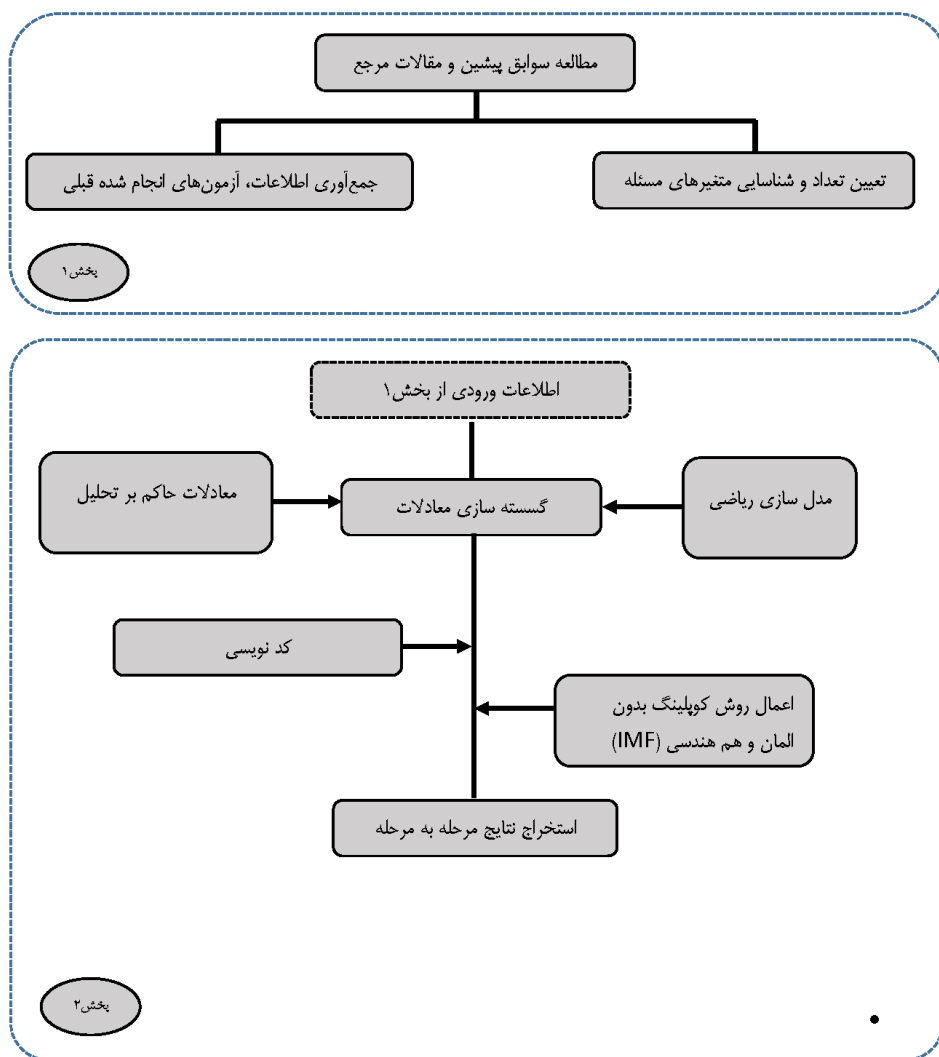 مطالعه سوابق پیشین و مقالات مرجع
تعیین تعداد و شناسایی متغیرهای مسئله
جمع‌آوری اطلاعات، آزمون‌های انجام شده قبلی
بخش۱
اطلاعات ورودی از بخش۱
مدل سازی ریاضی
گسسته سازی معادلات
معادلات حاکم بر تحلیل
کد نویسی
اعمال روش کوپلینگ بدون
المان و هم هندسی (IMF)
استخراج نتایج مرحله به مرحله
بخش۲